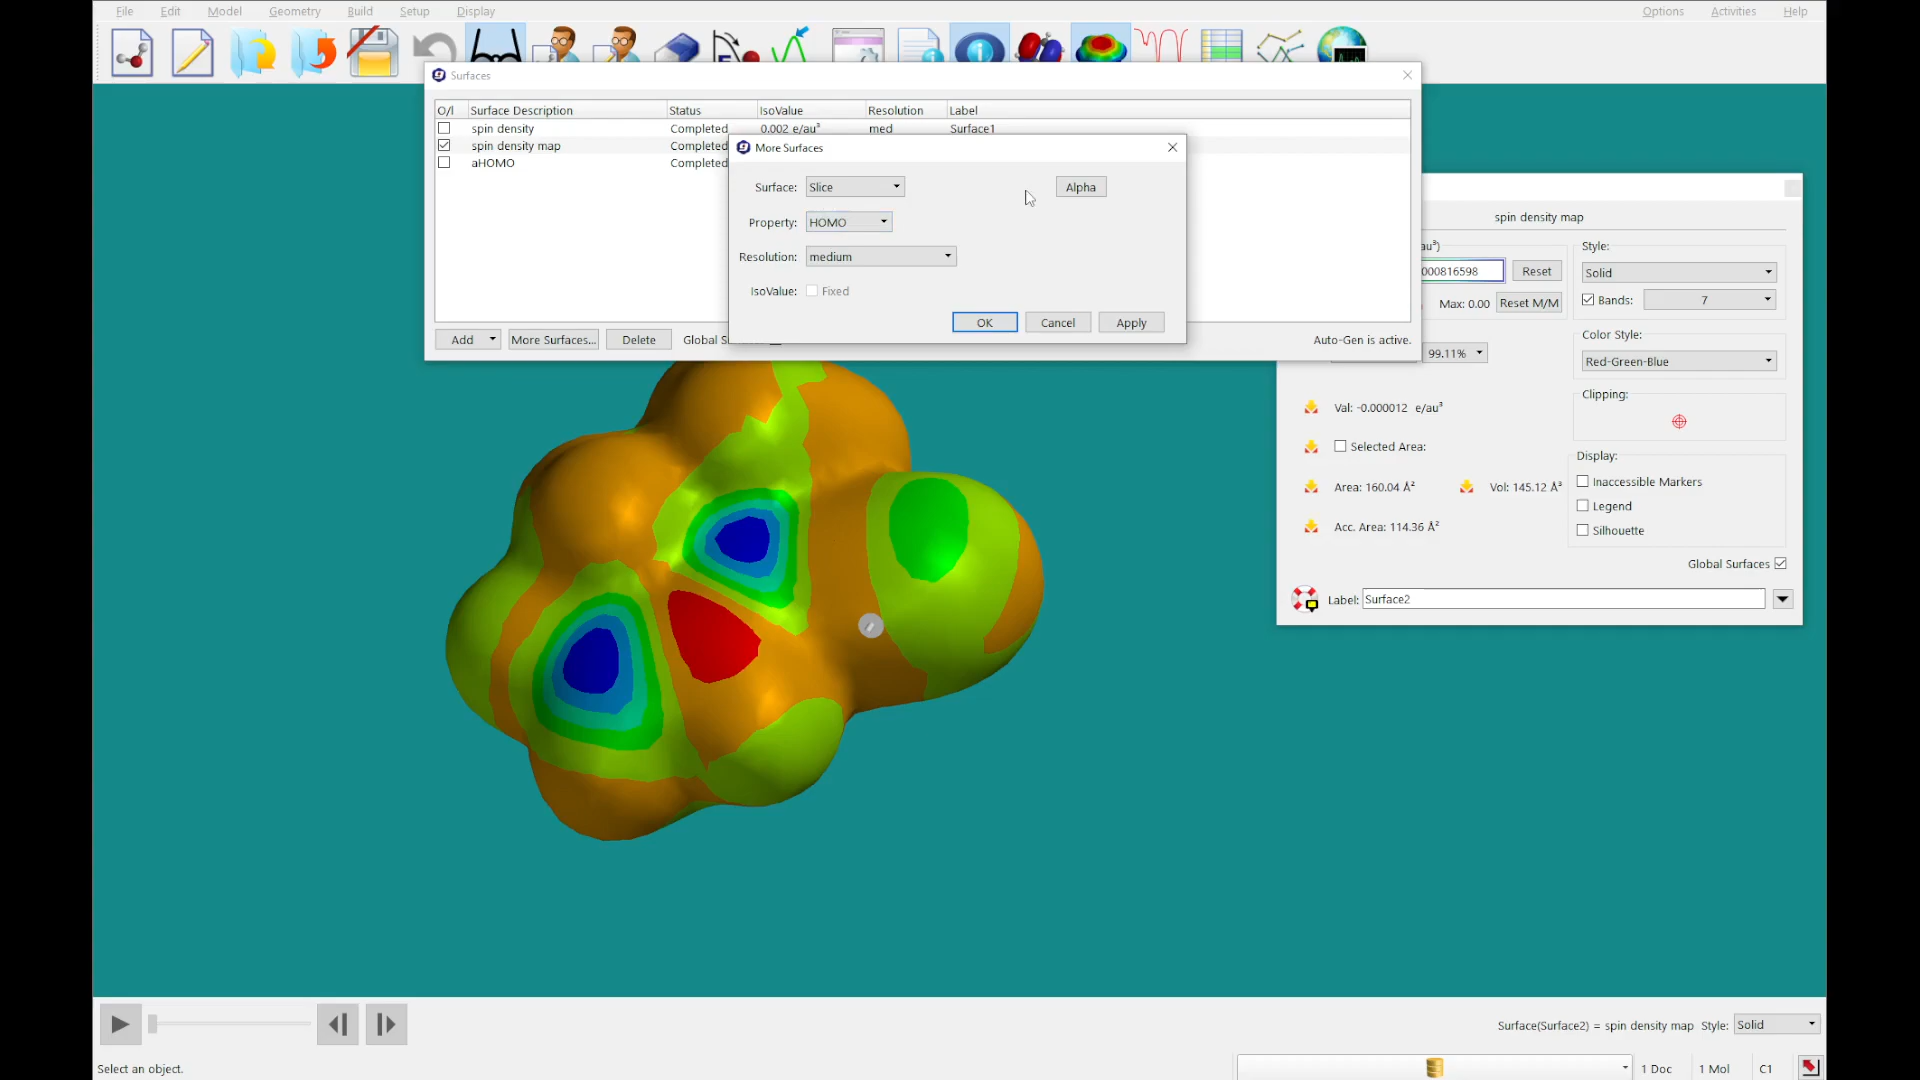 File Edit Model Geometry Build Setup Display Options Activities Help
Surfaces
O/I Surface Description Status IsoValue Resolution Label
spin density Completed 0.002 e/au³ med Surface1
spin density map Completed
aHOMO Completed
More Surfaces
Surface: Slice Alpha
Property: HOMO
Resolution: medium
IsoValue: Fixed
OK Cancel Apply
Add More Surfaces... Delete Global Auto-Gen is active.
spin density map
au³) Style:
000816598 Reset Solid
Max: 0.00 Reset M/M Bands: 7
Color Style:
99.11% Red-Green-Blue
Clipping:
Val: -0.000012 e/au³
Selected Area:
Display:
Area: 160.04 Å² Vol: 145.12 Å³ Inaccessible Markers
Legend
Acc. Area: 114.36 Å² Silhouette
Global Surfaces
Label: Surface2
Surface(Surface2) = spin density map Style: Solid
Select an object. 1 Doc 1 Mol C1